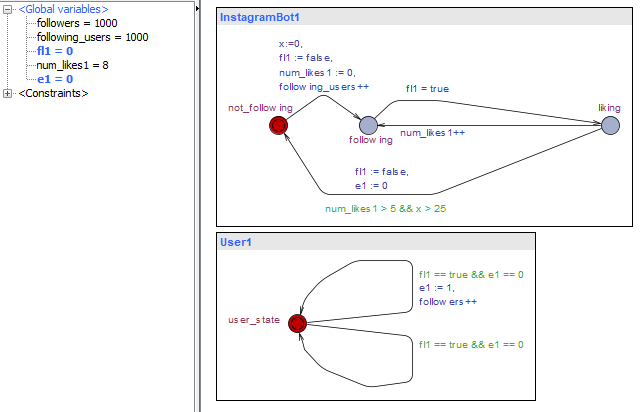 <Global variables>
followers = 1000
following_users = 1000
fl1 = 0
num_likes1 = 8
e1 = 0
<Constraints>
InstagramBot1
x:=0,
fl1 := false,
num_likes1 := 0,
following_users++
fl1 = true
not_following
following
liking
num_likes1++
fl1 := false,
e1 := 0
num_likes1 > 5 && x > 25
User1
fl1 == true && e1 == 0
e1 := 1,
followers++
user_state
fl1 == true && e1 == 0